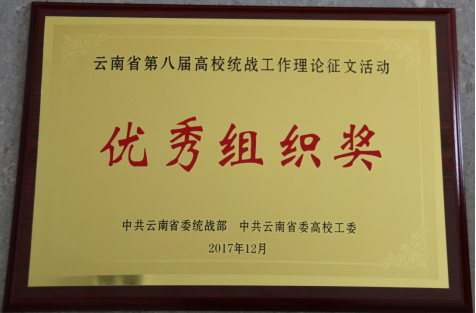 云南省第八届高校统战工作理论征文活动
优秀组织奖
中共云南省委统战部 中共云南省委高校工委
2017年12月